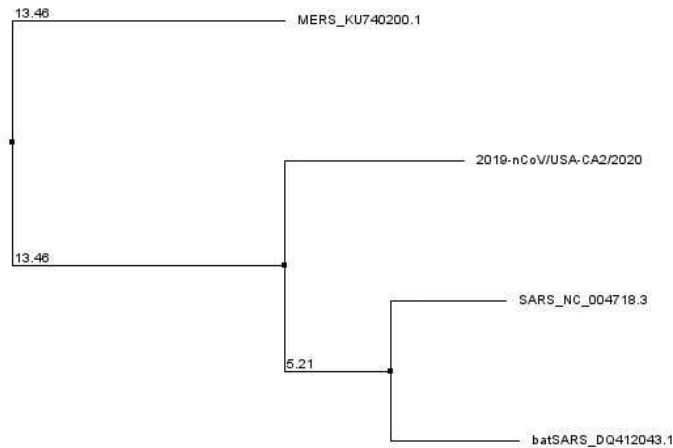 13.46
MERS_KU740200.1
2019-nCoV/USA-CA2/2020
13.46
SARS_NC_004718.3
5.21
batSARS_DQ412043.1